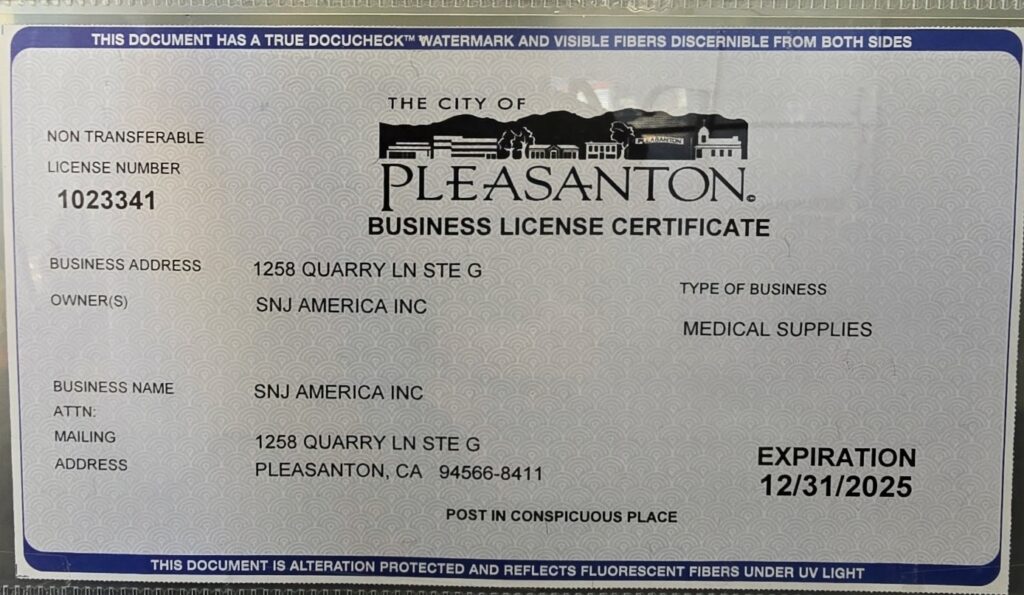 THIS DOCUMENT HAS A TRUE DOCUCHECK™ WATERMARK AND VISIBLE FIBERS DISCERNIBLE FROM BOTH SIDES
THE CITY OF
PLEASANTON
PLEASANTON.©
BUSINESS LICENSE CERTIFICATE
NON TRANSFERABLE
LICENSE NUMBER
1023341
BUSINESS ADDRESS 1258 QUARRY LN STE G
OWNER(S) SNJ AMERICA INC
TYPE OF BUSINESS
MEDICAL SUPPLIES
BUSINESS NAME SNJ AMERICA INC
ATTN:
MAILING 1258 QUARRY LN STE G
ADDRESS PLEASANTON, CA 94566-8411
EXPIRATION
12/31/2025
POST IN CONSPICUOUS PLACE
THIS DOCUMENT IS ALTERATION PROTECTED AND REFLECTS FLUORESCENT FIBERS UNDER UV LIGHT